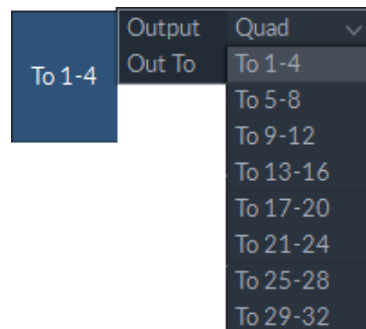 To 1-4
Output Quad
Out To To 1-4
To 5-8
To 9-12
To 13-16
To 17-20
To 21-24
To 25-28
To 29-32